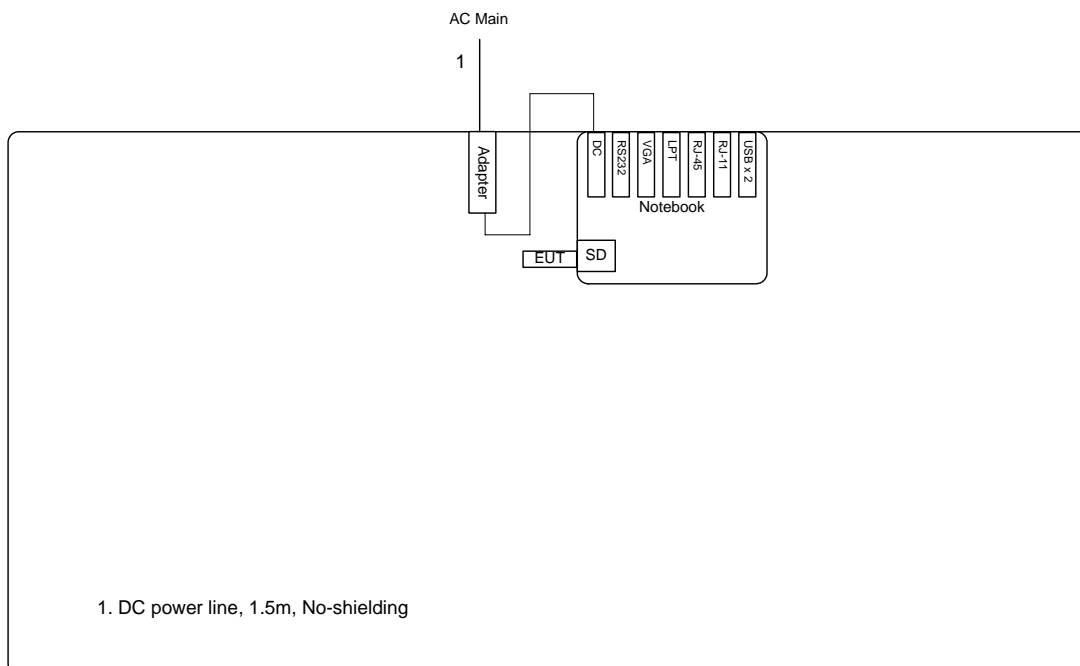 AC Main
1
Adapter
DC
RS232
VGA
LPT
RJ-45
RJ-11
USB x 2
Notebook
EUT
SD
1. DC power line, 1.5m, No-shielding